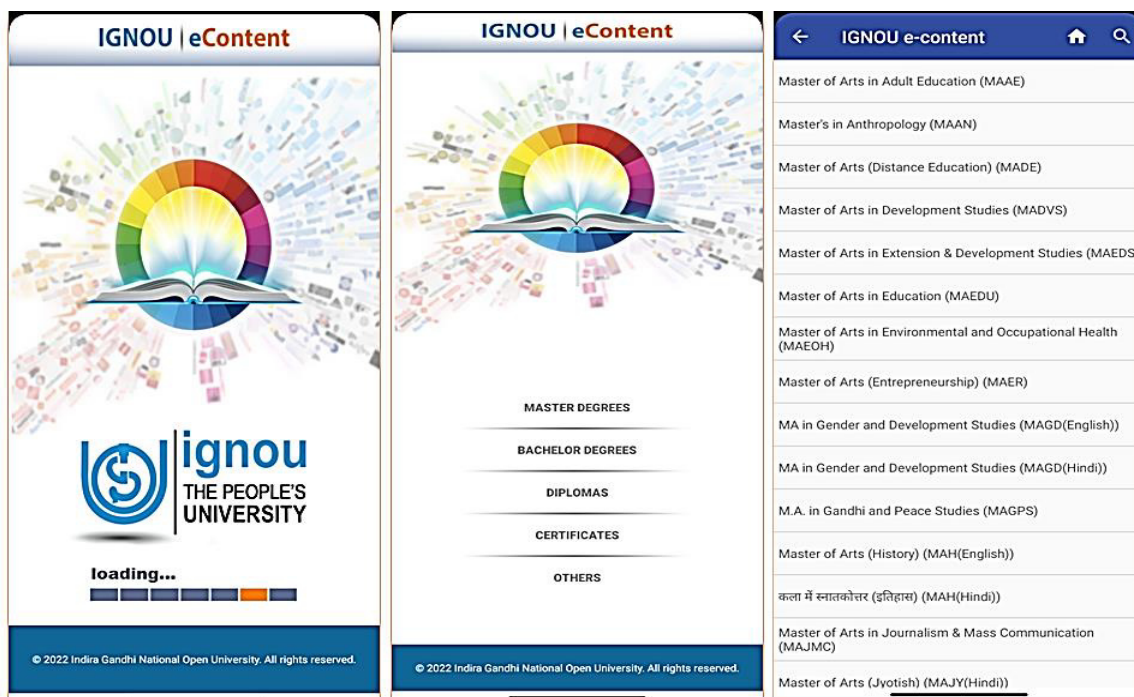 IGNOU | eContent
ignou
THE PEOPLE'S
UNIVERSITY
loading...
© 2022 Indira Gandhi National Open University. All rights reserved.
IGNOU | eContent
MASTER DEGREES
BACHELOR DEGREES
DIPLOMAS
CERTIFICATES
OTHERS
© 2022 Indira Gandhi National Open University. All rights reserved.
IGNOU e-content
Master of Arts in Adult Education (MAAE)
Master's in Anthropology (MAAN)
Master of Arts (Distance Education) (MADE)
Master of Arts in Development Studies (MADVS)
Master of Arts in Extension & Development Studies (MAEDS
Master of Arts in Education (MAEDU)
Master of Arts in Environmental and Occupational Health
(MAEOH)
Master of Arts (Entrepreneurship) (MAER)
MA in Gender and Development Studies (MAGD(English))
MA in Gender and Development Studies (MAGD(Hindi))
M.A. in Gandhi and Peace Studies (MAGPS)
Master of Arts (History) (MAH(English))
कला में स्नातकोत्तर (इतिहास) (MAH(Hindi))
Master of Arts in Journalism & Mass Communication
(MAJMC)
Master of Arts (Jyotish) (MAJY(Hindi))